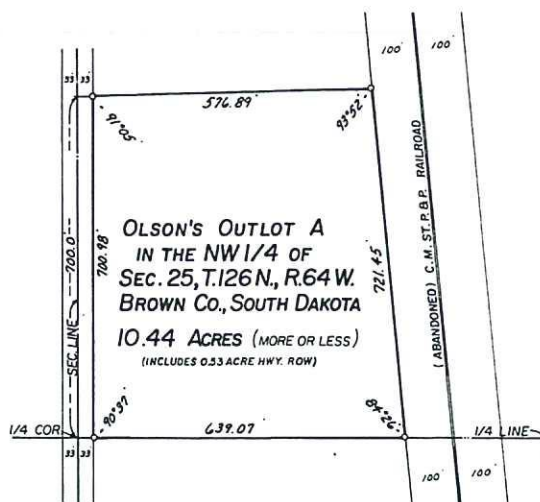 100'
100'
33'
33'
576.89
91°05'
93°52'
700.0'
700.98
721.45
SEC. LINE
OLSON'S OUTLOT A
IN THE NW 1/4 OF
SEC. 25, T.126 N., R.64 W.
BROWN CO., SOUTH DAKOTA
10.44 ACRES (MORE OR LESS)
(INCLUDES 0.53 ACRE HWY. ROW)
(ABANDONED) C.M. ST. P. & P. RAILROAD
90°37'
84°26'
1/4 COR.
639.07
1/4 LINE
33'
33'
100'
100'